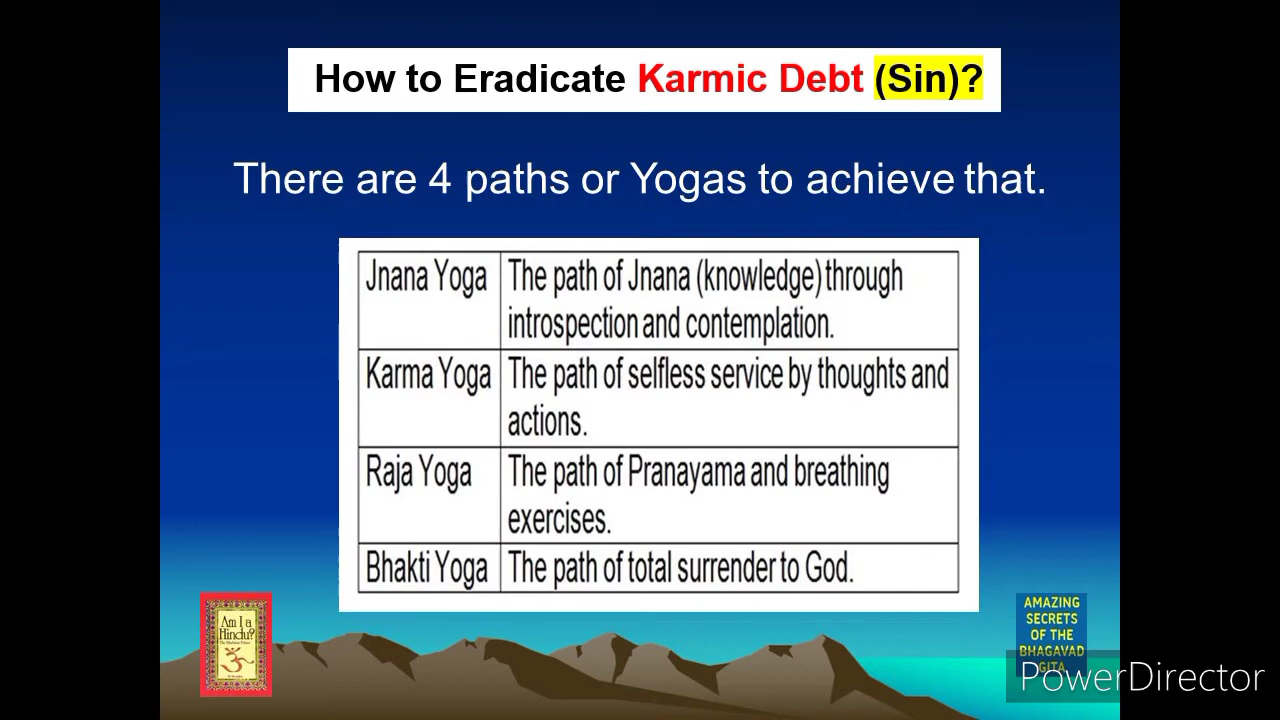 How to Eradicate Karmic Debt (Sin)?
There are 4 paths or Yogas to achieve that.
Jnana Yoga The path of Jnana (knowledge) through
introspection and contemplation.
Karma Yoga The path of selfless service by thoughts and
actions.
Raja Yoga The path of Pranayama and breathing
exercises.
Bhakti Yoga The path of total surrender to God.
Am I a
Hindu?
ॐ
AMAZING
SECRETS
OF THE
BHAGAVAD
GITA
PowerDirector